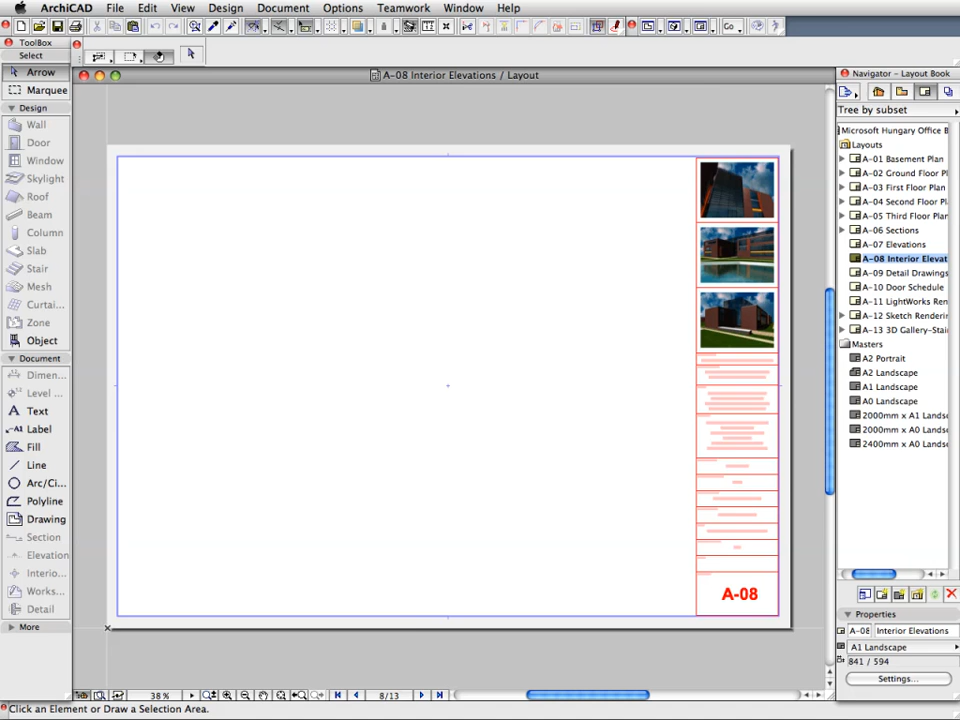 ArchiCAD File Edit View Design Document Options Teamwork Window Help
Go...
ToolBox
Select
Arrow
Marquee
Design
Wall
Door
Window
Skylight
Roof
Beam
Column
Slab
Stair
Mesh
Curtai...
Zone
Object
Document
Dimen...
Level ...
Text
A1 Label
Fill
Line
Arc/Ci...
Polyline
Drawing
Section
Elevation
Interio...
Works...
Detail
More
A-08 Interior Elevations / Layout
A-08
38 %
8/13
Click an Element or Draw a Selection Area.
Navigator - Layout Book
Tree by subset
Microsoft Hungary Office B
Layouts
A-01 Basement Plan
A-02 Ground Floor Pl
A-03 First Floor Plan
A-04 Second Floor Pl
A-05 Third Floor Plan
A-06 Sections
A-07 Elevations
A-08 Interior Elevat
A-09 Detail Drawings
A-10 Door Schedule
A-11 LightWorks Ren
A-12 Sketch Renderi
A-13 3D Gallery-Stai
Masters
A2 Portrait
A2 Landscape
A1 Landscape
A0 Landscape
2000mm x A1 Lands
2000mm x A0 Lands
2400mm x A0 Lands
Properties
A-08 Interior Elevations
A1 Landscape
841 / 594
Settings...